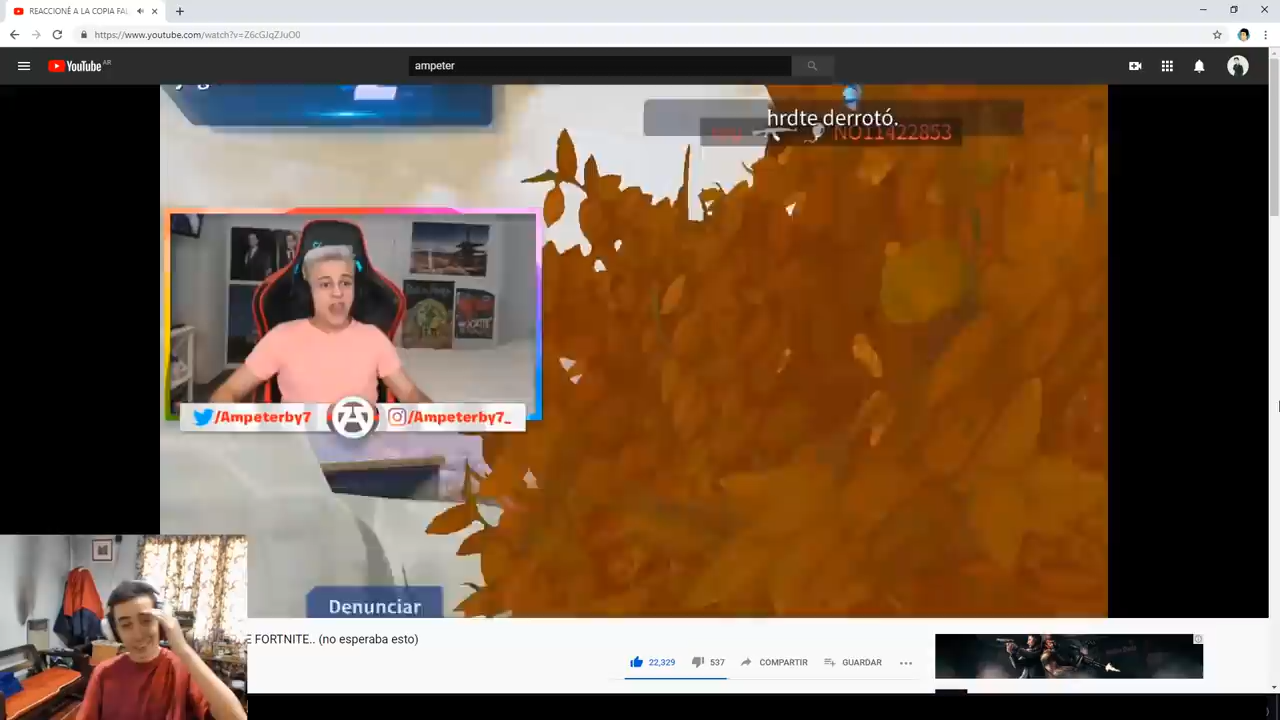 REACCIONÉ A LA COPIA FAL
https://www.youtube.com/watch?v=Z6cGJqZJuO0
YouTube AR
ampeter
hrdte derrotó.
NO11422853
/Ampeterby7
/Ampeterby7_
Denunciar
E FORTNITE.. (no esperaba esto)
22,329
537
COMPARTIR
GUARDAR